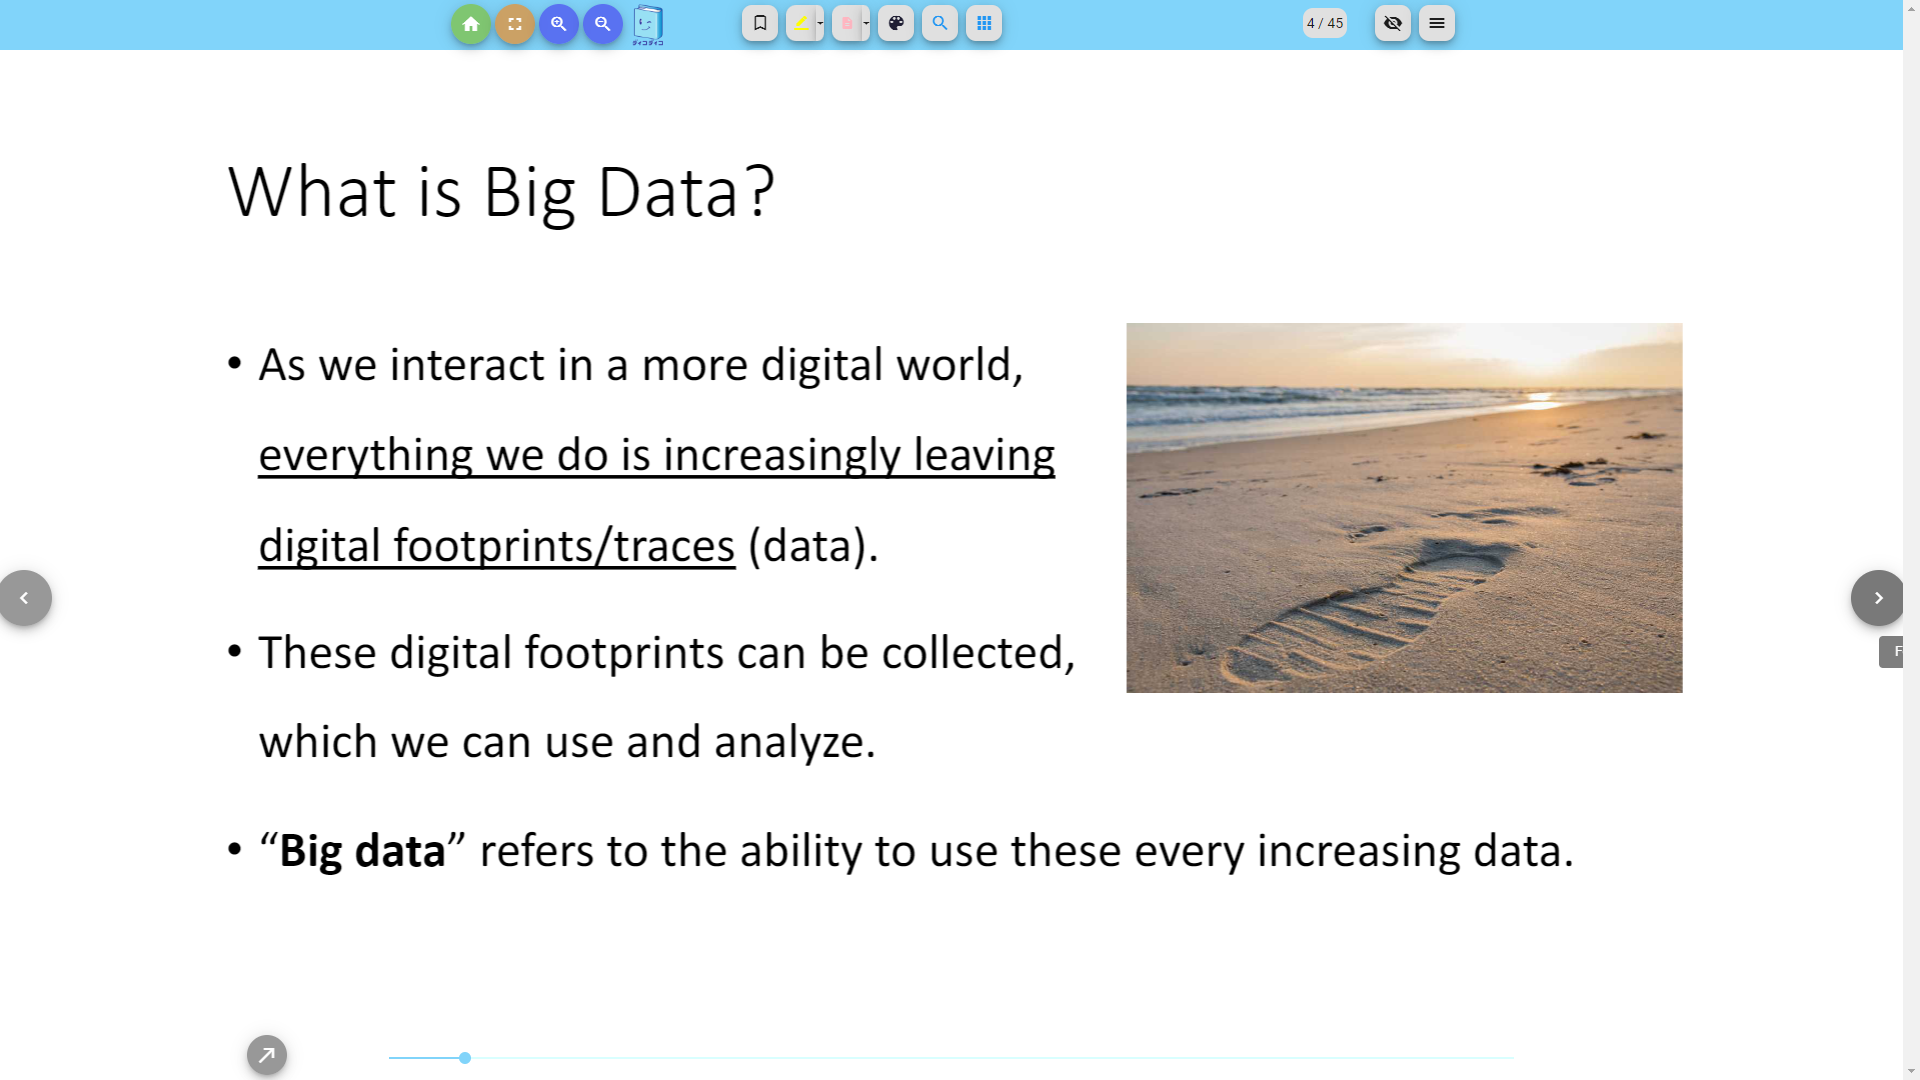 4 / 45
What is Big Data?
• As we interact in a more digital world,
everything we do is increasingly leaving
digital footprints/traces (data).
• These digital footprints can be collected,
which we can use and analyze.
• “Big data” refers to the ability to use these every increasing data.
F